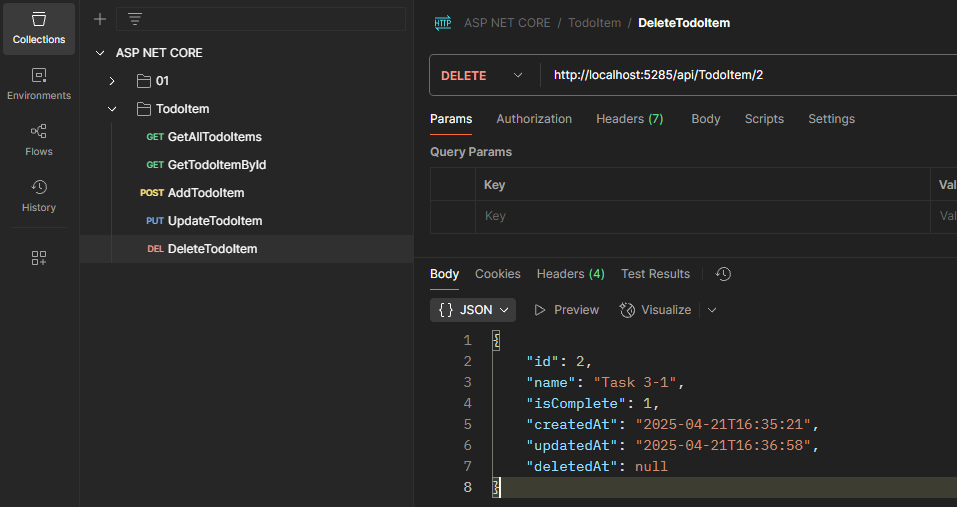 Collections
Environments
Flows
History
ASP NET CORE
01
TodoItem
GET GetAllTodoItems
GET GetTodoItemById
POST AddTodoItem
PUT UpdateTodoItem
DEL DeleteTodoItem
HTTP ASP NET CORE / TodoItem / DeleteTodoItem
DELETE http://localhost:5285/api/TodoItem/2
Params Authorization Headers (7) Body Scripts Settings
Query Params
Key Val
Key Val
Body Cookies Headers (4) Test Results
{} JSON Preview Visualize
1 {
2 "id": 2,
3 "name": "Task 3-1",
4 "isComplete": 1,
5 "createdAt": "2025-04-21T16:35:21",
6 "updatedAt": "2025-04-21T16:36:58",
7 "deletedAt": null
8 }